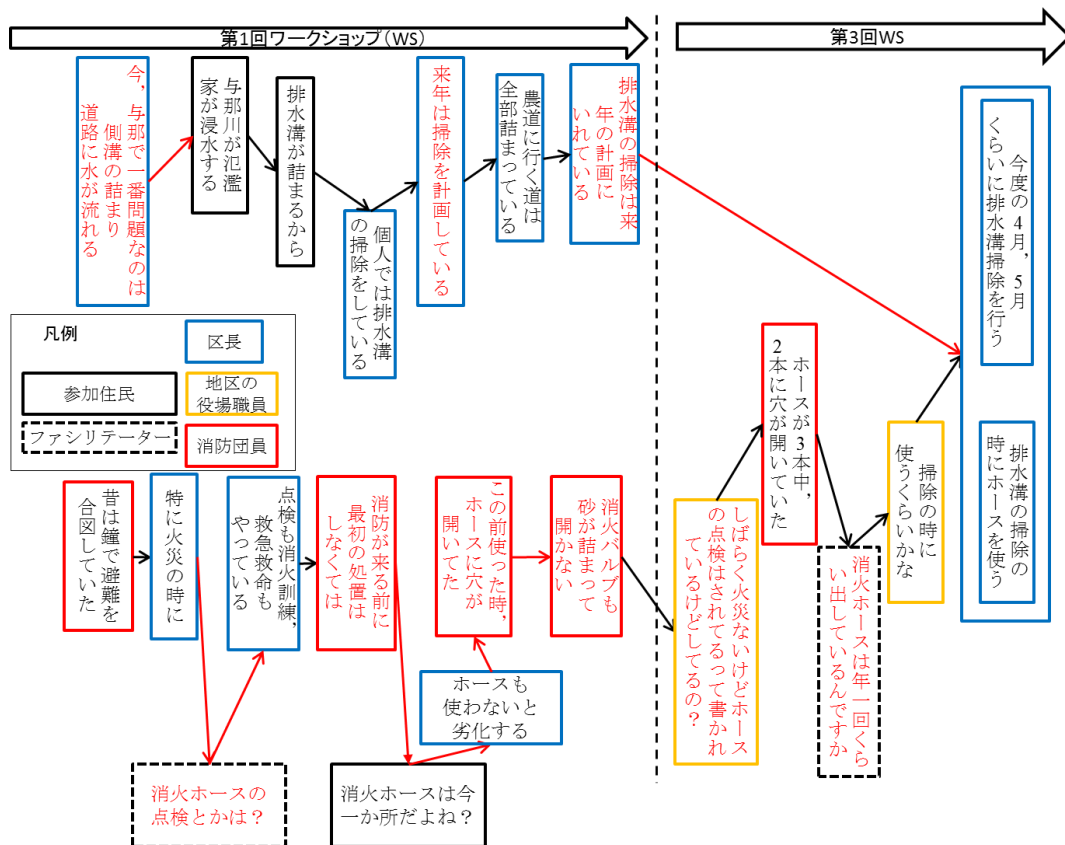 第1回ワークショップ（WS）
第3回WS
今，与那で一番問題なのは
側溝の詰まり
道路に水が流れる
与那川が氾濫
家が浸水する
排水溝が詰まるから
個人では排水溝
の掃除をしている
来年は掃除を計画している
農道に行く道は
全部詰まっている
排水溝の掃除は来
年の計画に
いれている
今度の4月，5月
くらいに排水溝掃除を行う
排水溝の掃除の
時にホースを使う
凡例
区長
参加住民
地区の
役場職員
ファシリテーター
消防団員
昔は鐘で避難を
合図していた
特に火災の時に
消火ホースの
点検とかは？
点検も消火訓練，
救急救命も
やっている
消防が来る前に
最初の処置は
しなくては
消火ホースは今
一か所だよね？
ホースも
使わないと
劣化する
この前使った時，
ホースに穴が
開いてた
消火バルブも
砂が詰まって
開かない
しばらく火災ないけどホース
の点検はされてるって書かれ
ているけどしてるの？
ホースが3本中，
2本に穴が開いていた
消火ホースは年一回くら
い出しているんですか
掃除の時に
使うくらいかな